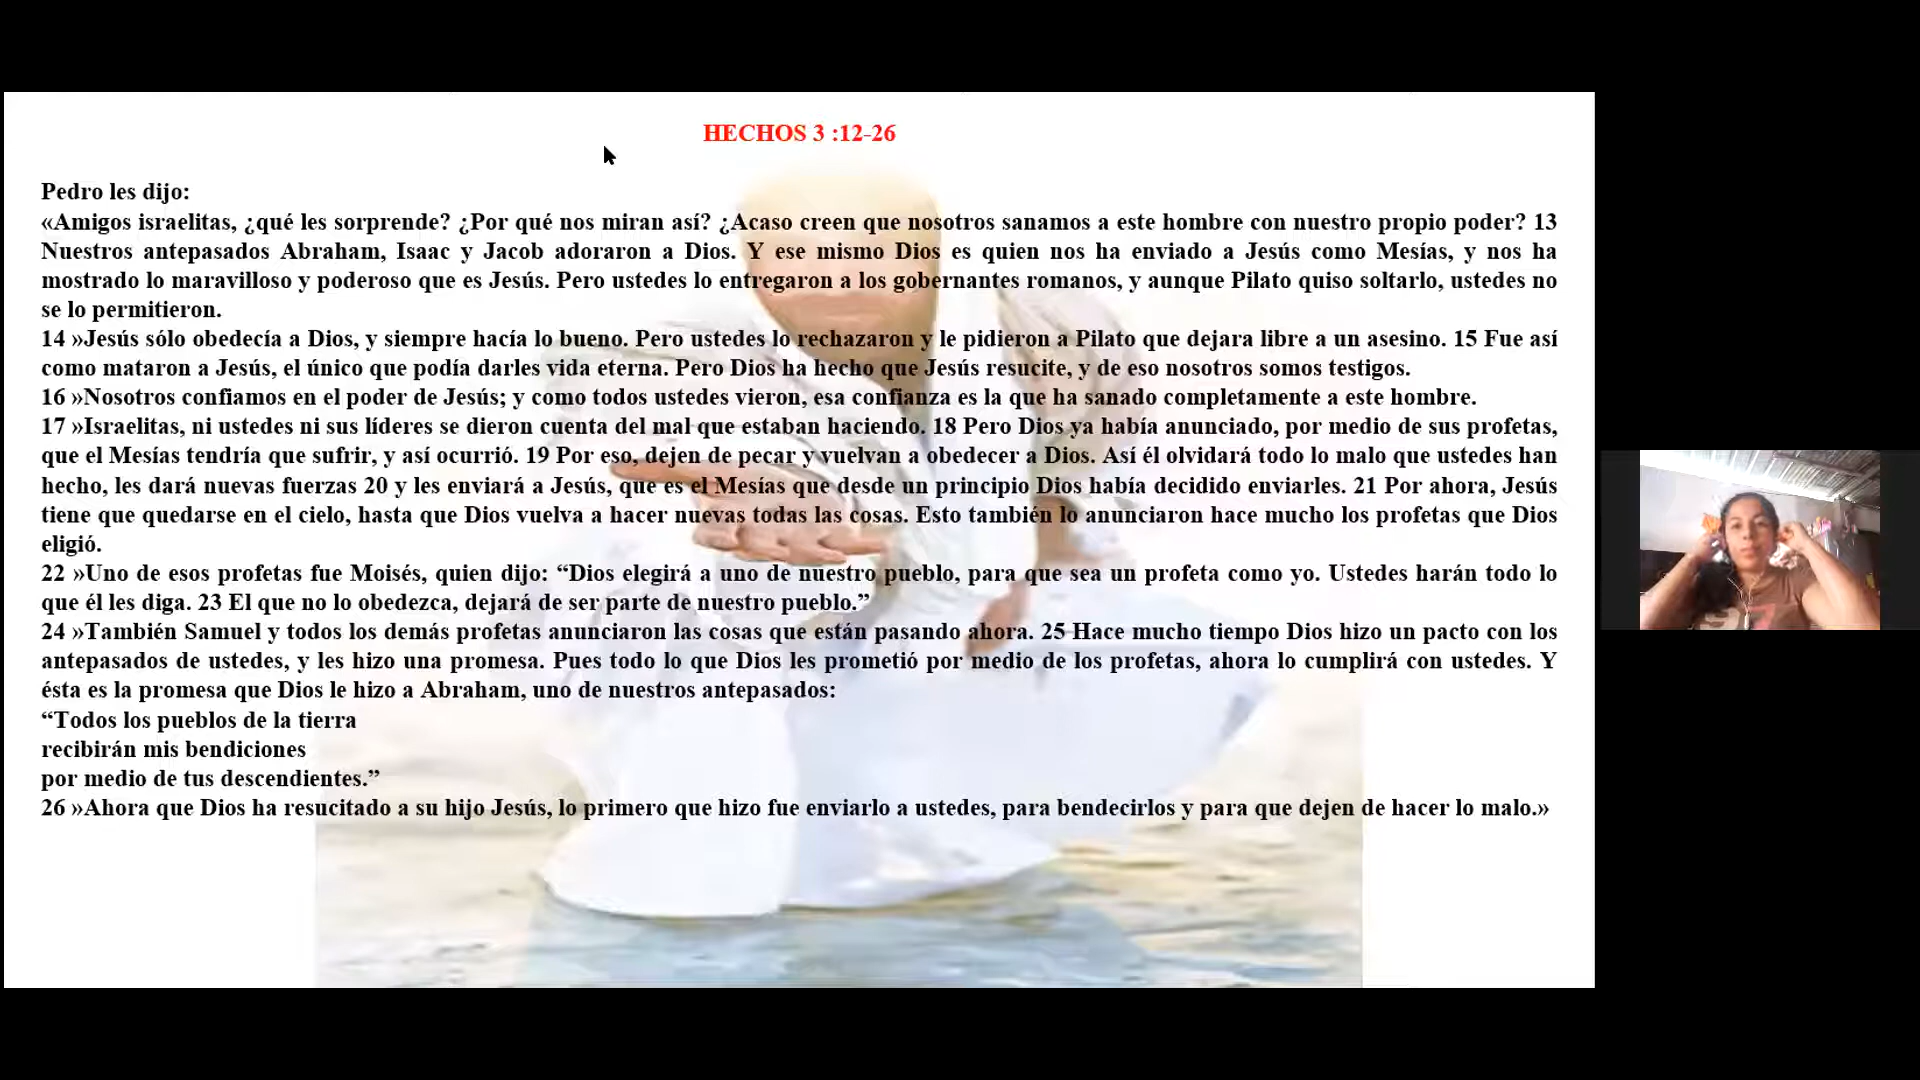 HECHOS 3 :12-26
Pedro les dijo:
«Amigos israelitas, ¿qué les sorprende? ¿Por qué nos miran así? ¿Acaso creen que nosotros sanamos a este hombre con nuestro propio poder? 13
Nuestros antepasados Abraham, Isaac y Jacob adoraron a Dios. Y ese mismo Dios es quien nos ha enviado a Jesús como Mesías, y nos ha
mostrado lo maravilloso y poderoso que es Jesús. Pero ustedes lo entregaron a los gobernantes romanos, y aunque Pilato quiso soltarlo, ustedes no
se lo permitieron.
14 »Jesús sólo obedecía a Dios, y siempre hacía lo bueno. Pero ustedes lo rechazaron y le pidieron a Pilato que dejara libre a un asesino. 15 Fue así
como mataron a Jesús, el único que podía darles vida eterna. Pero Dios ha hecho que Jesús resucite, y de eso nosotros somos testigos.
16 »Nosotros confiamos en el poder de Jesús; y como todos ustedes vieron, esa confianza es la que ha sanado completamente a este hombre.
17 »Israelitas, ni ustedes ni sus líderes se dieron cuenta del mal que estaban haciendo. 18 Pero Dios ya había anunciado, por medio de sus profetas,
que el Mesías tendría que sufrir, y así ocurrió. 19 Por eso, dejen de pecar y vuelvan a obedecer a Dios. Así él olvidará todo lo malo que ustedes han
hecho, les dará nuevas fuerzas 20 y les enviará a Jesús, que es el Mesías que desde un principio Dios había decidido enviarles. 21 Por ahora, Jesús
tiene que quedarse en el cielo, hasta que Dios vuelva a hacer nuevas todas las cosas. Esto también lo anunciaron hace mucho los profetas que Dios
eligió.
22 »Uno de esos profetas fue Moisés, quien dijo: “Dios elegirá a uno de nuestro pueblo, para que sea un profeta como yo. Ustedes harán todo lo
que él les diga. 23 El que no lo obedezca, dejará de ser parte de nuestro pueblo.”
24 »También Samuel y todos los demás profetas anunciaron las cosas que están pasando ahora. 25 Hace mucho tiempo Dios hizo un pacto con los
antepasados de ustedes, y les hizo una promesa. Pues todo lo que Dios les prometió por medio de los profetas, ahora lo cumplirá con ustedes. Y
ésta es la promesa que Dios le hizo a Abraham, uno de nuestros antepasados:
“Todos los pueblos de la tierra
recibirán mis bendiciones
por medio de tus descendientes.”
26 »Ahora que Dios ha resucitado a su hijo Jesús, lo primero que hizo fue enviarlo a ustedes, para bendecirlos y para que dejen de hacer lo malo.»